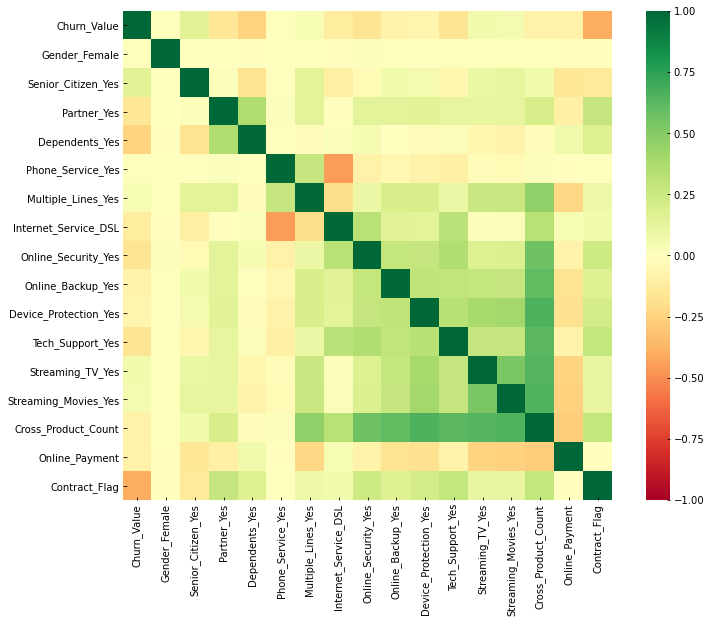 Churn_Value
Gender_Female
Senior_Citizen_Yes
Partner_Yes
Dependents_Yes
Phone_Service_Yes
Multiple_Lines_Yes
Internet_Service_DSL
Online_Security_Yes
Online_Backup_Yes
Device_Protection_Yes
Tech_Support_Yes
Streaming_TV_Yes
Streaming_Movies_Yes
Cross_Product_Count
Online_Payment
Contract_Flag
Churn_Value
Gender_Female
Senior_Citizen_Yes
Partner_Yes
Dependents_Yes
Phone_Service_Yes
Multiple_Lines_Yes
Internet_Service_DSL
Online_Security_Yes
Online_Backup_Yes
Device_Protection_Yes
Tech_Support_Yes
Streaming_TV_Yes
Streaming_Movies_Yes
Cross_Product_Count
Online_Payment
Contract_Flag
1.00
0.75
0.50
0.25
0.00
−0.25
−0.50
−0.75
−1.00